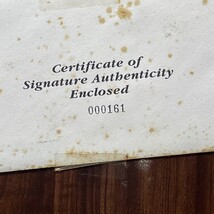 Certificate of
Signature Authenticity
Enclosed
000161